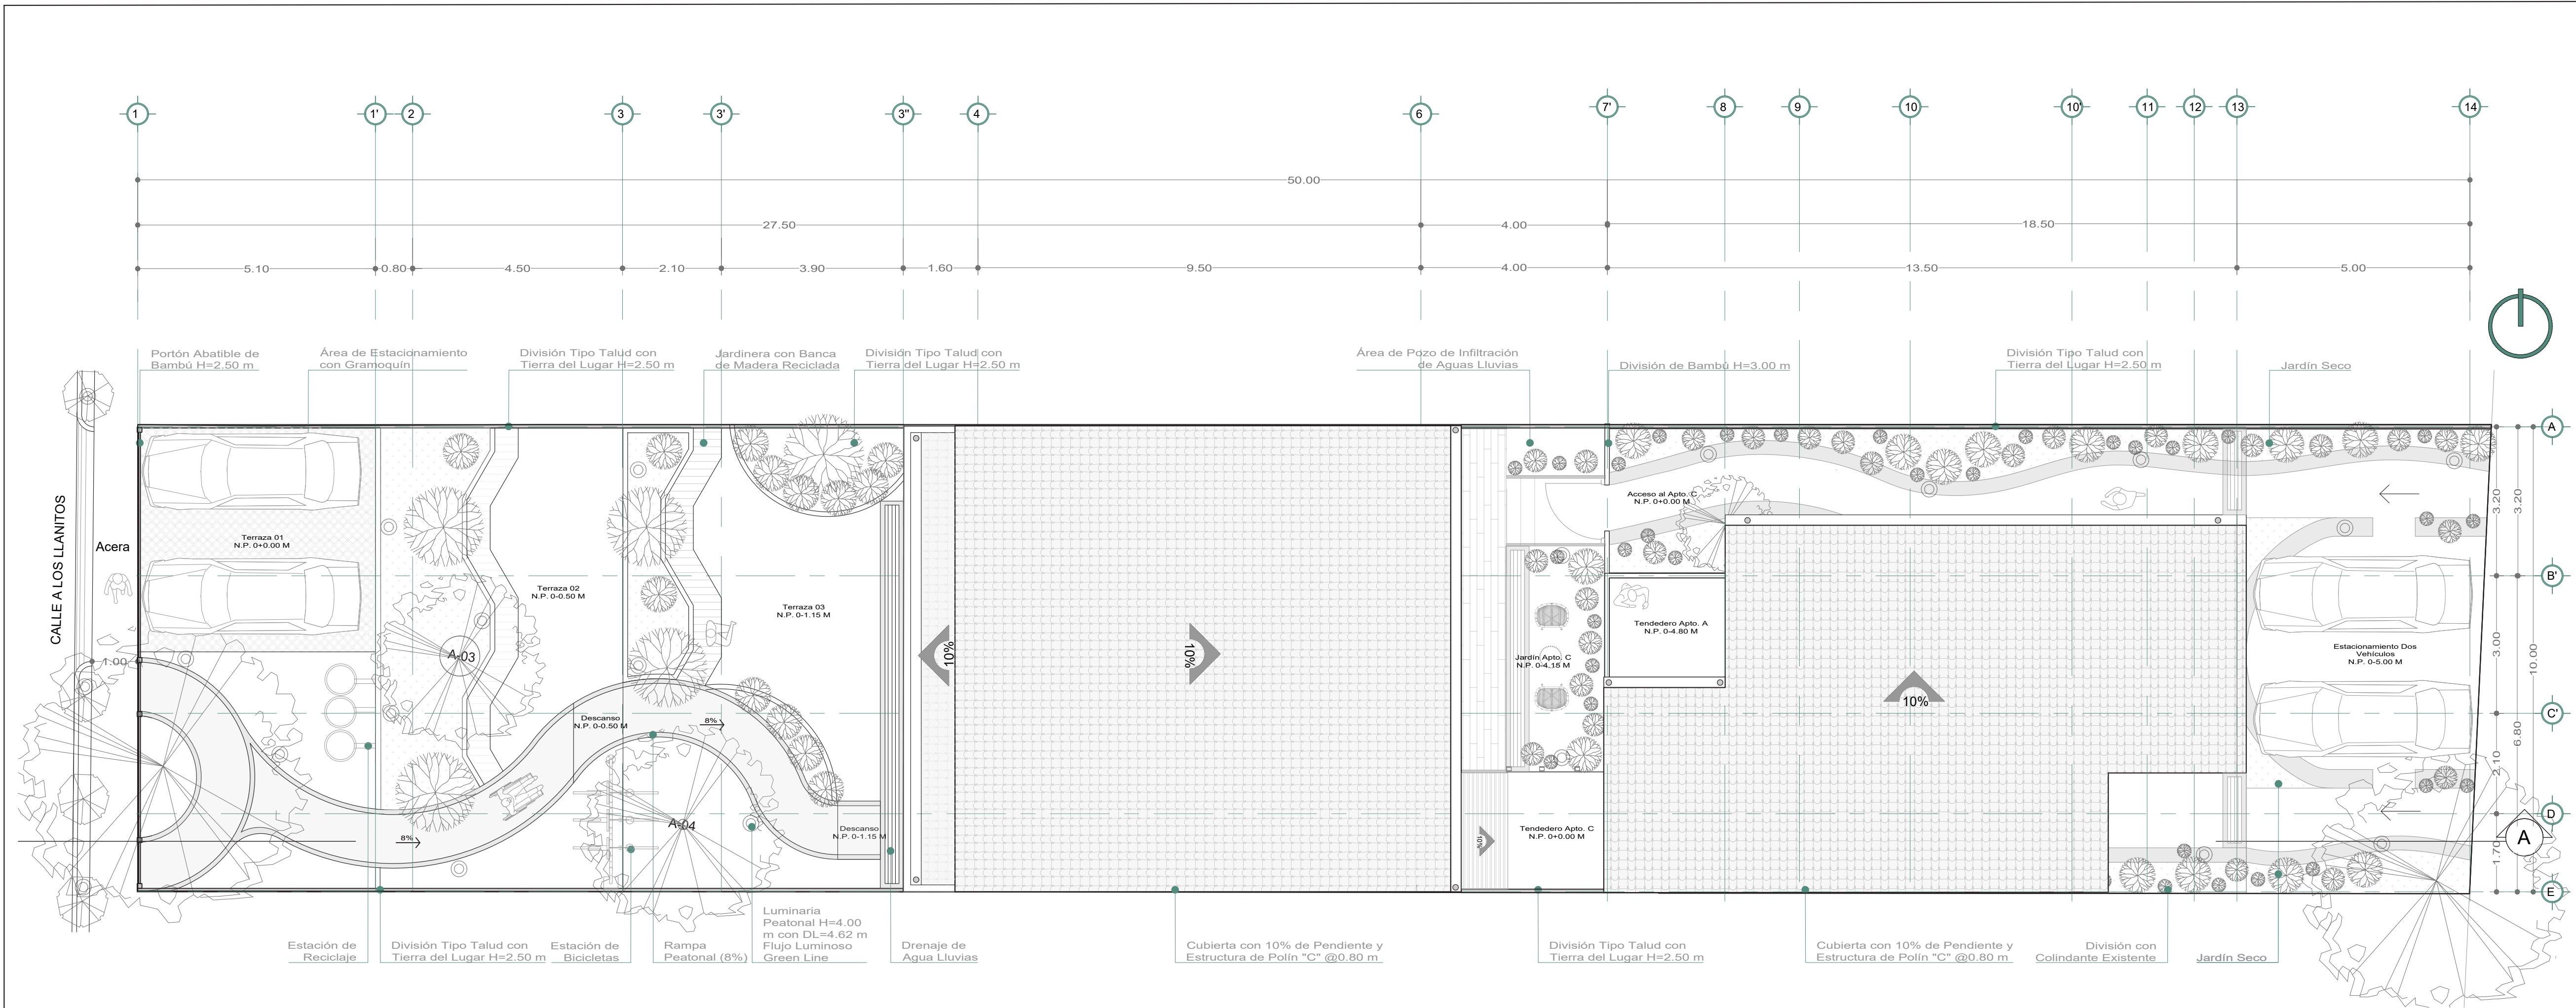 1
1'
2
3
3'
3"
4
6
7'
8
9
10
10'
11
12
13
14
50.00
27.50
4.00
18.50
5.10
0.80
4.50
2.10
3.90
1.60
9.50
4.00
13.50
5.00
Portón Abatible de
Bambú H=2.50 m
Área de Estacionamiento
con Gramoquín
División Tipo Talud con
Tierra del Lugar H=2.50 m
Jardinera con Banca
de Madera Reciclada
División Tipo Talud con
Tierra del Lugar H=2.50 m
Área de Pozo de Infiltración
de Aguas Lluvias
División de Bambú H=3.00 m
División Tipo Talud con
Tierra del Lugar H=2.50 m
Jardín Seco
CALLE A LOS LLANITOS
Acera
1.00
Terraza 01
N.P. 0+0.00 M
Terraza 02
N.P. 0-0.50 M
Terraza 03
N.P. 0-1.15 M
A-03
A-04
Descanso
N.P. 0-0.50 M
8%
8%
Descanso
N.P. 0-1.15 M
10%
10%
Acceso al Apto. C
N.P. 0+0.00 M
Tendedero Apto. A
N.P. 0-4.80 M
Jardín Apto. C
N.P. 0-4.15 M
Tendedero Apto. C
N.P. 0+0.00 M
10%
10%
Estacionamiento Dos
Vehículos
N.P. 0-5.00 M
A
B'
C'
D
E
3.20
3.00
2.10
1.70
3.20
6.80
10.00
A
Estación de
Reciclaje
División Tipo Talud con
Tierra del Lugar H=2.50 m
Estación de
Bicicletas
Rampa
Peatonal (8%)
Luminaria
Peatonal H=4.00
m con DL=4.62 m
Flujo Luminoso
Green Line
Drenaje de
Agua Lluvias
Cubierta con 10% de Pendiente y
Estructura de Polín "C" @0.80 m
División Tipo Talud con
Tierra del Lugar H=2.50 m
Cubierta con 10% de Pendiente y
Estructura de Polín "C" @0.80 m
División con
Colindante Existente
Jardín Seco